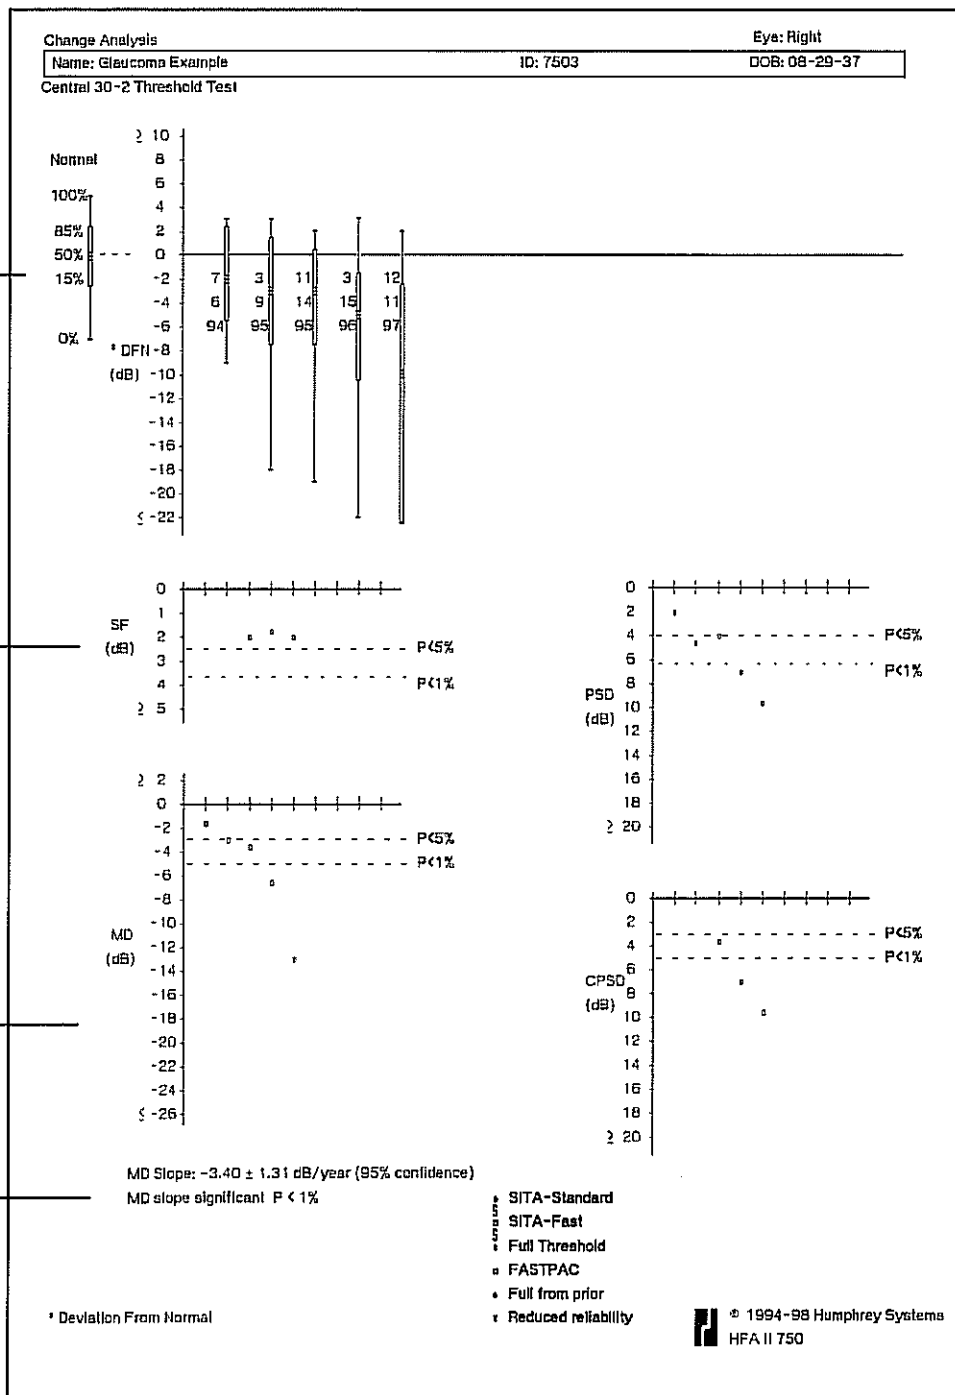 Change Analysis
Eye: Right
Name: Glaucoma Example ID: 7503 DOB: 08-29-37
Central 30-2 Threshold Test
Normal
100%
85%
50%
15%
0%
≥ 10
8
6
4
2
0
-2
-4
-6
* DFN -8
(dB) -10
-12
-14
-16
-18
-20
≤ -22
7 3 11 3 12
6 9 14 15 11
94 95 95 96 97
SF
(dB)
0
1
2
3
4
≥ 5
P<5%
P<1%
PSD
(dB)
0
2
4
6
8
10
12
14
16
18
≥ 20
P<5%
P<1%
MD
(dB)
≥ 2
0
-2
-4
-6
-8
-10
-12
-14
-16
-18
-20
-22
-24
≤ -26
P<5%
P<1%
CPSD
(dB)
0
2
4
6
8
10
12
14
16
18
≥ 20
P<5%
P<1%
MD Slope: -3.40 ± 1.31 dB/year (95% confidence)
MD slope significant P < 1%
SITA-Standard
SITA-Fast
Full Threshold
FASTPAC
Full from prior
Reduced reliability
* Deviation From Normal
© 1994-98 Humphrey Systems
HFA II 750